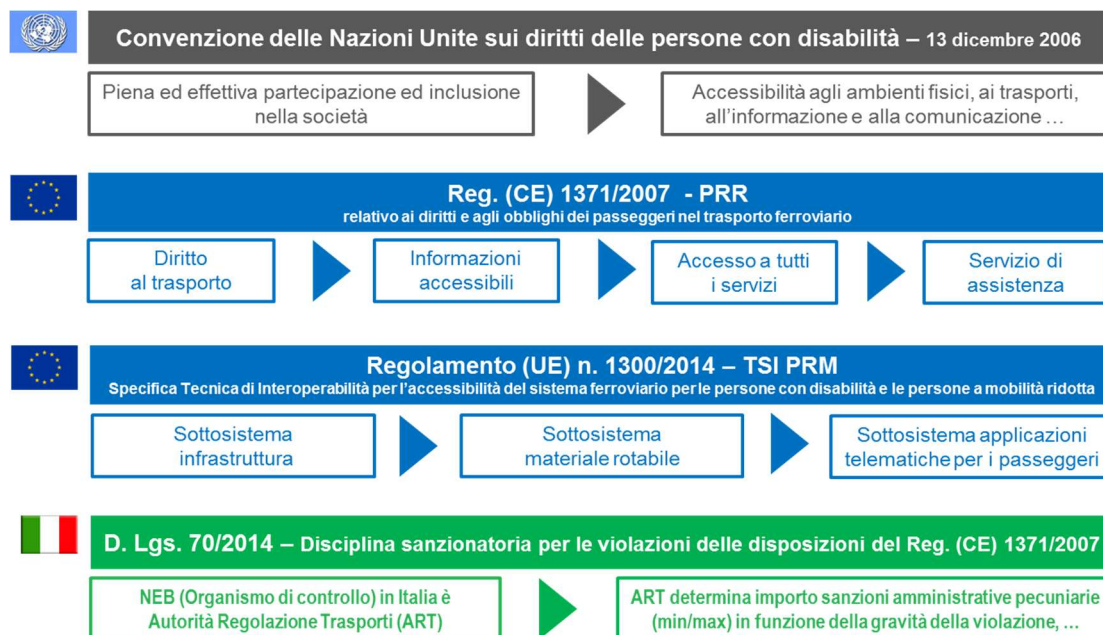 Convenzione delle Nazioni Unite sui diritti delle persone con disabilità – 13 dicembre 2006
Piena ed effettiva partecipazione ed inclusione
nella società
Accessibilità agli ambienti fisici, ai trasporti,
all'informazione e alla comunicazione …
Reg. (CE) 1371/2007 - PRR
relativo ai diritti e agli obblighi dei passeggeri nel trasporto ferroviario
Diritto
al trasporto
Informazioni
accessibili
Accesso a tutti
i servizi
Servizio di
assistenza
Regolamento (UE) n. 1300/2014 – TSI PRM
Specifica Tecnica di Interoperabilità per l'accessibilità del sistema ferroviario per le persone con disabilità e le persone a mobilità ridotta
Sottosistema
infrastruttura
Sottosistema
materiale rotabile
Sottosistema applicazioni
telematiche per i passeggeri
D. Lgs. 70/2014 – Disciplina sanzionatoria per le violazioni delle disposizioni del Reg. (CE) 1371/2007
NEB (Organismo di controllo) in Italia è
Autorità Regolazione Trasporti (ART)
ART determina importo sanzioni amministrative pecuniarie
(min/max) in funzione della gravità della violazione, …